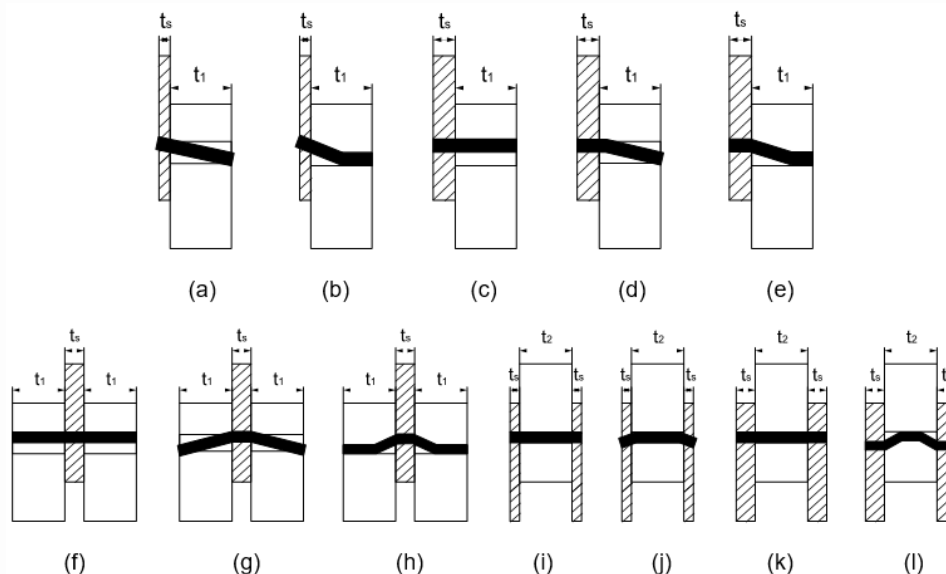 ts ts ts ts ts
t1 t1 t1 t1 t1
(a) (b) (c) (d) (e)
ts ts ts t2 t2 t2 t2
t1 t1 t1 t1 t1 t1 ts ts ts ts ts ts ts t
(f) (g) (h) (i) (j) (k) (l)